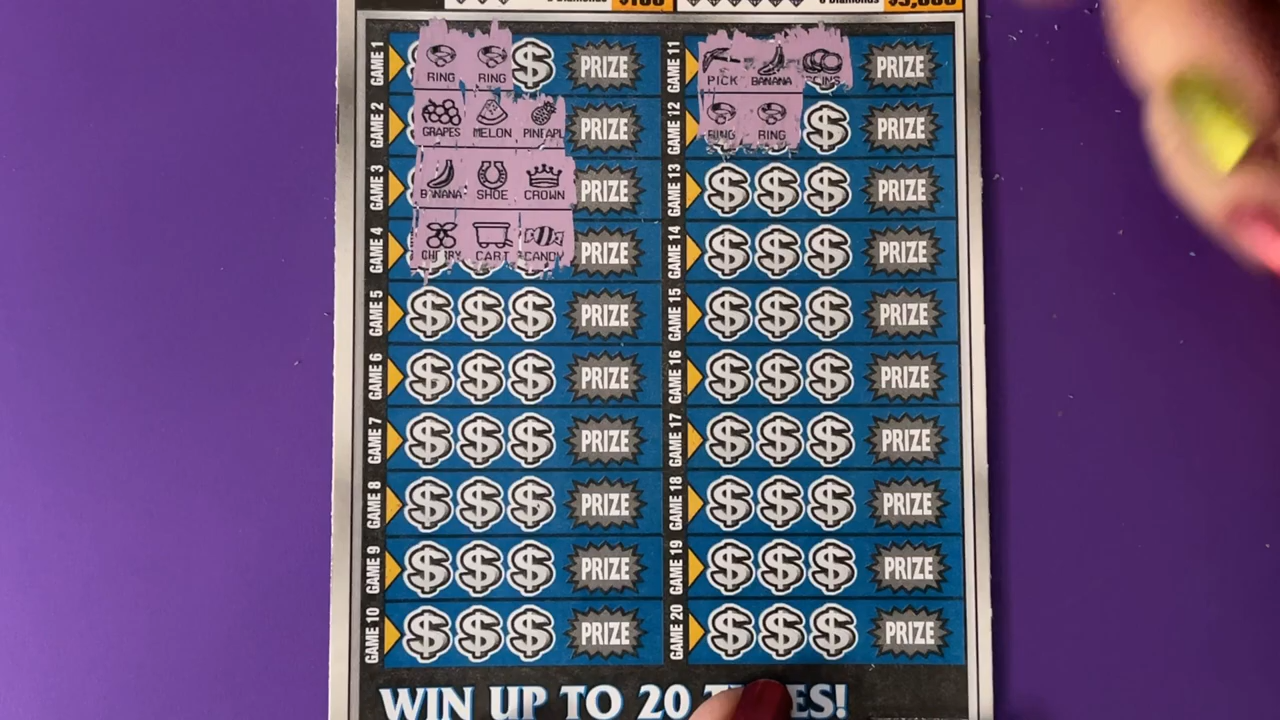 GAME 1 RING RING $ PRIZE
GAME 2 GRAPES MELON PINEAPL PRIZE
GAME 3 BANANA SHOE CROWN PRIZE
GAME 4 CHERRY CART CANDY PRIZE
GAME 5 $ $ $ PRIZE
GAME 6 $ $ $ PRIZE
GAME 7 $ $ $ PRIZE
GAME 8 $ $ $ PRIZE
GAME 9 $ $ $ PRIZE
GAME 10 $ $ $ PRIZE
GAME 11 PICK BANANA COINS PRIZE
GAME 12 RING RING $ PRIZE
GAME 13 $ $ $ PRIZE
GAME 14 $ $ $ PRIZE
GAME 15 $ $ $ PRIZE
GAME 16 $ $ $ PRIZE
GAME 17 $ $ $ PRIZE
GAME 18 $ $ $ PRIZE
GAME 19 $ $ $ PRIZE
GAME 20 $ $ $ PRIZE
WIN UP TO 20 TIMES!